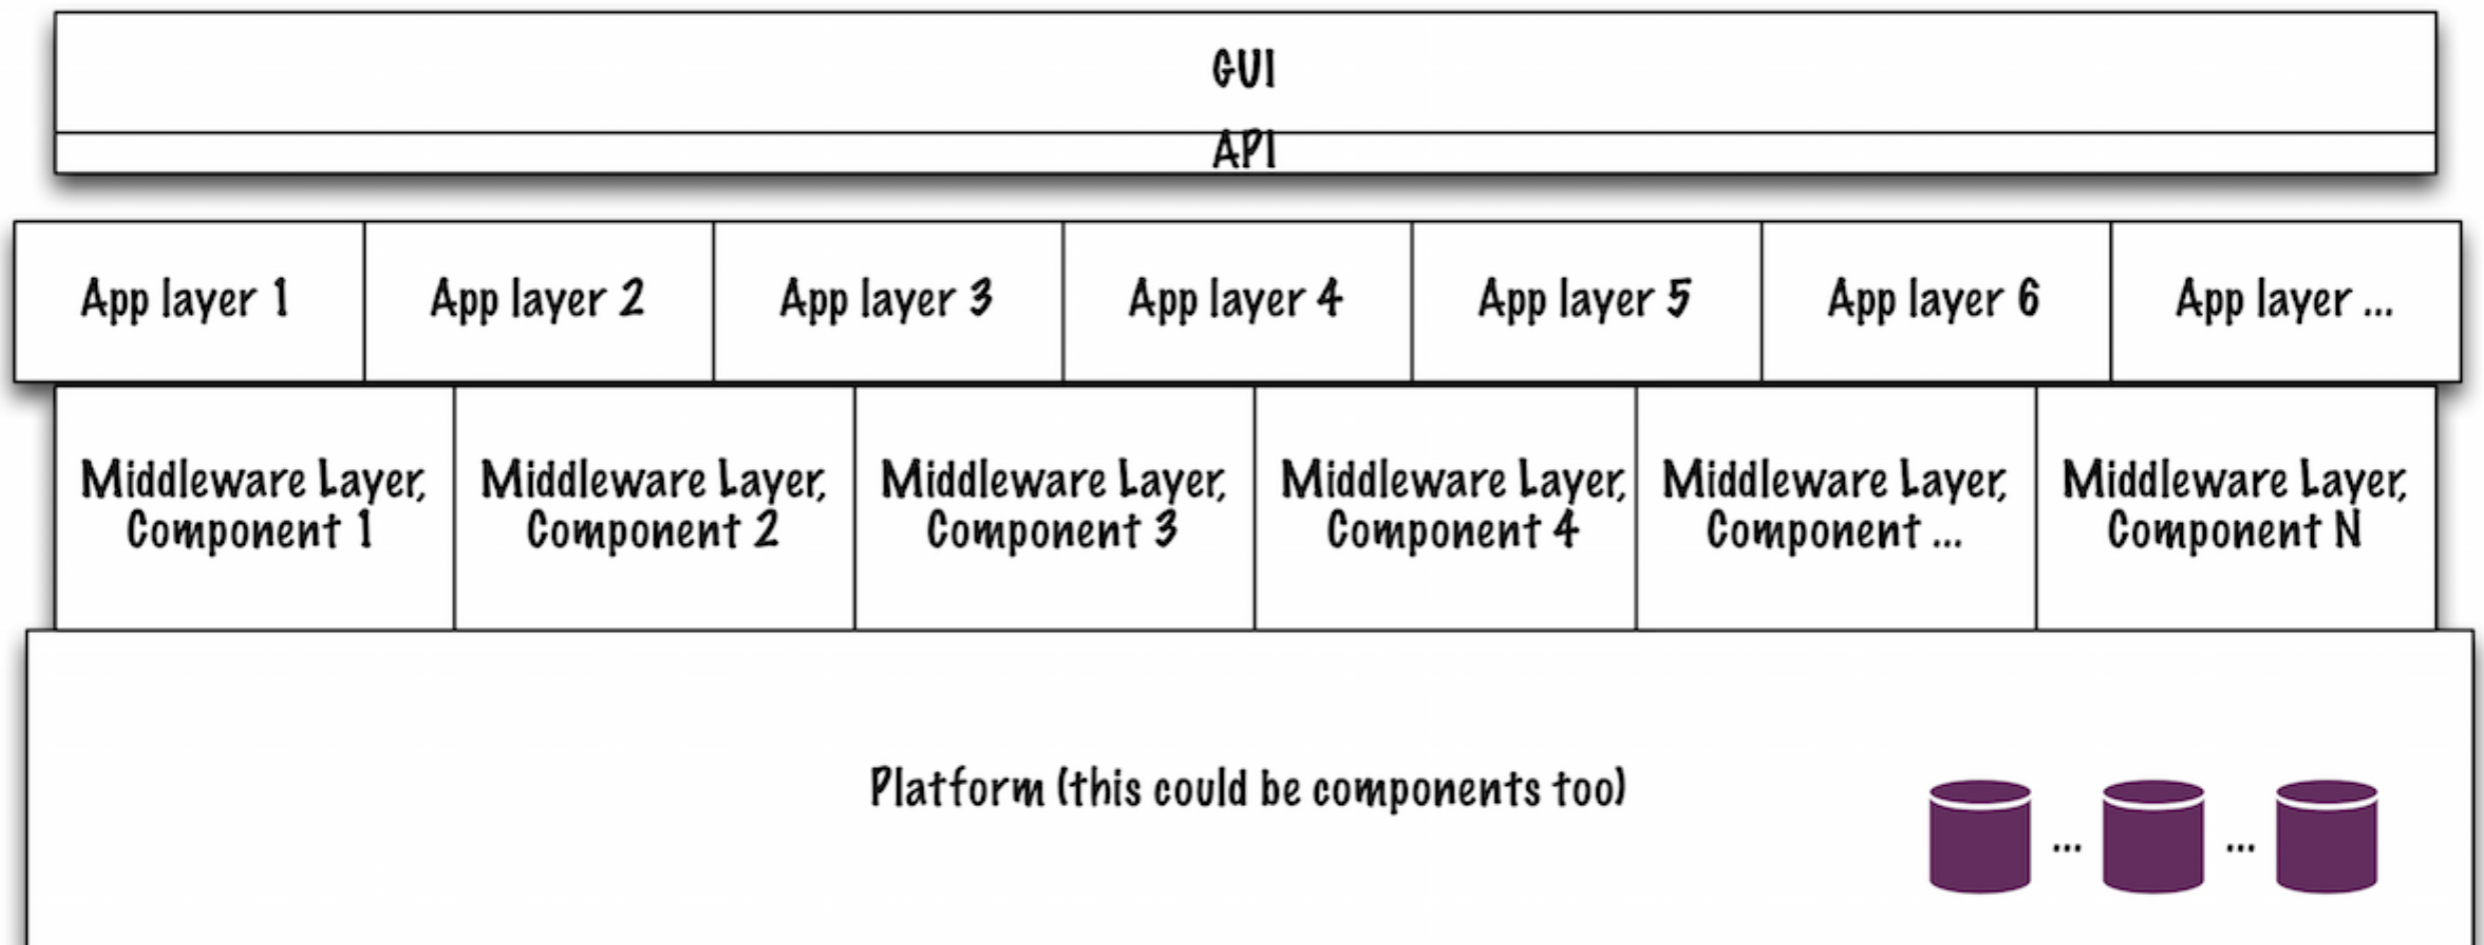 GUI
API
App layer 1
App layer 2
App layer 3
App layer 4
App layer 5
App layer 6
App layer ...
Middleware Layer,
Component 1
Middleware Layer,
Component 2
Middleware Layer,
Component 3
Middleware Layer,
Component 4
Middleware Layer,
Component ...
Middleware Layer,
Component N
Platform (this could be components too)
... ...